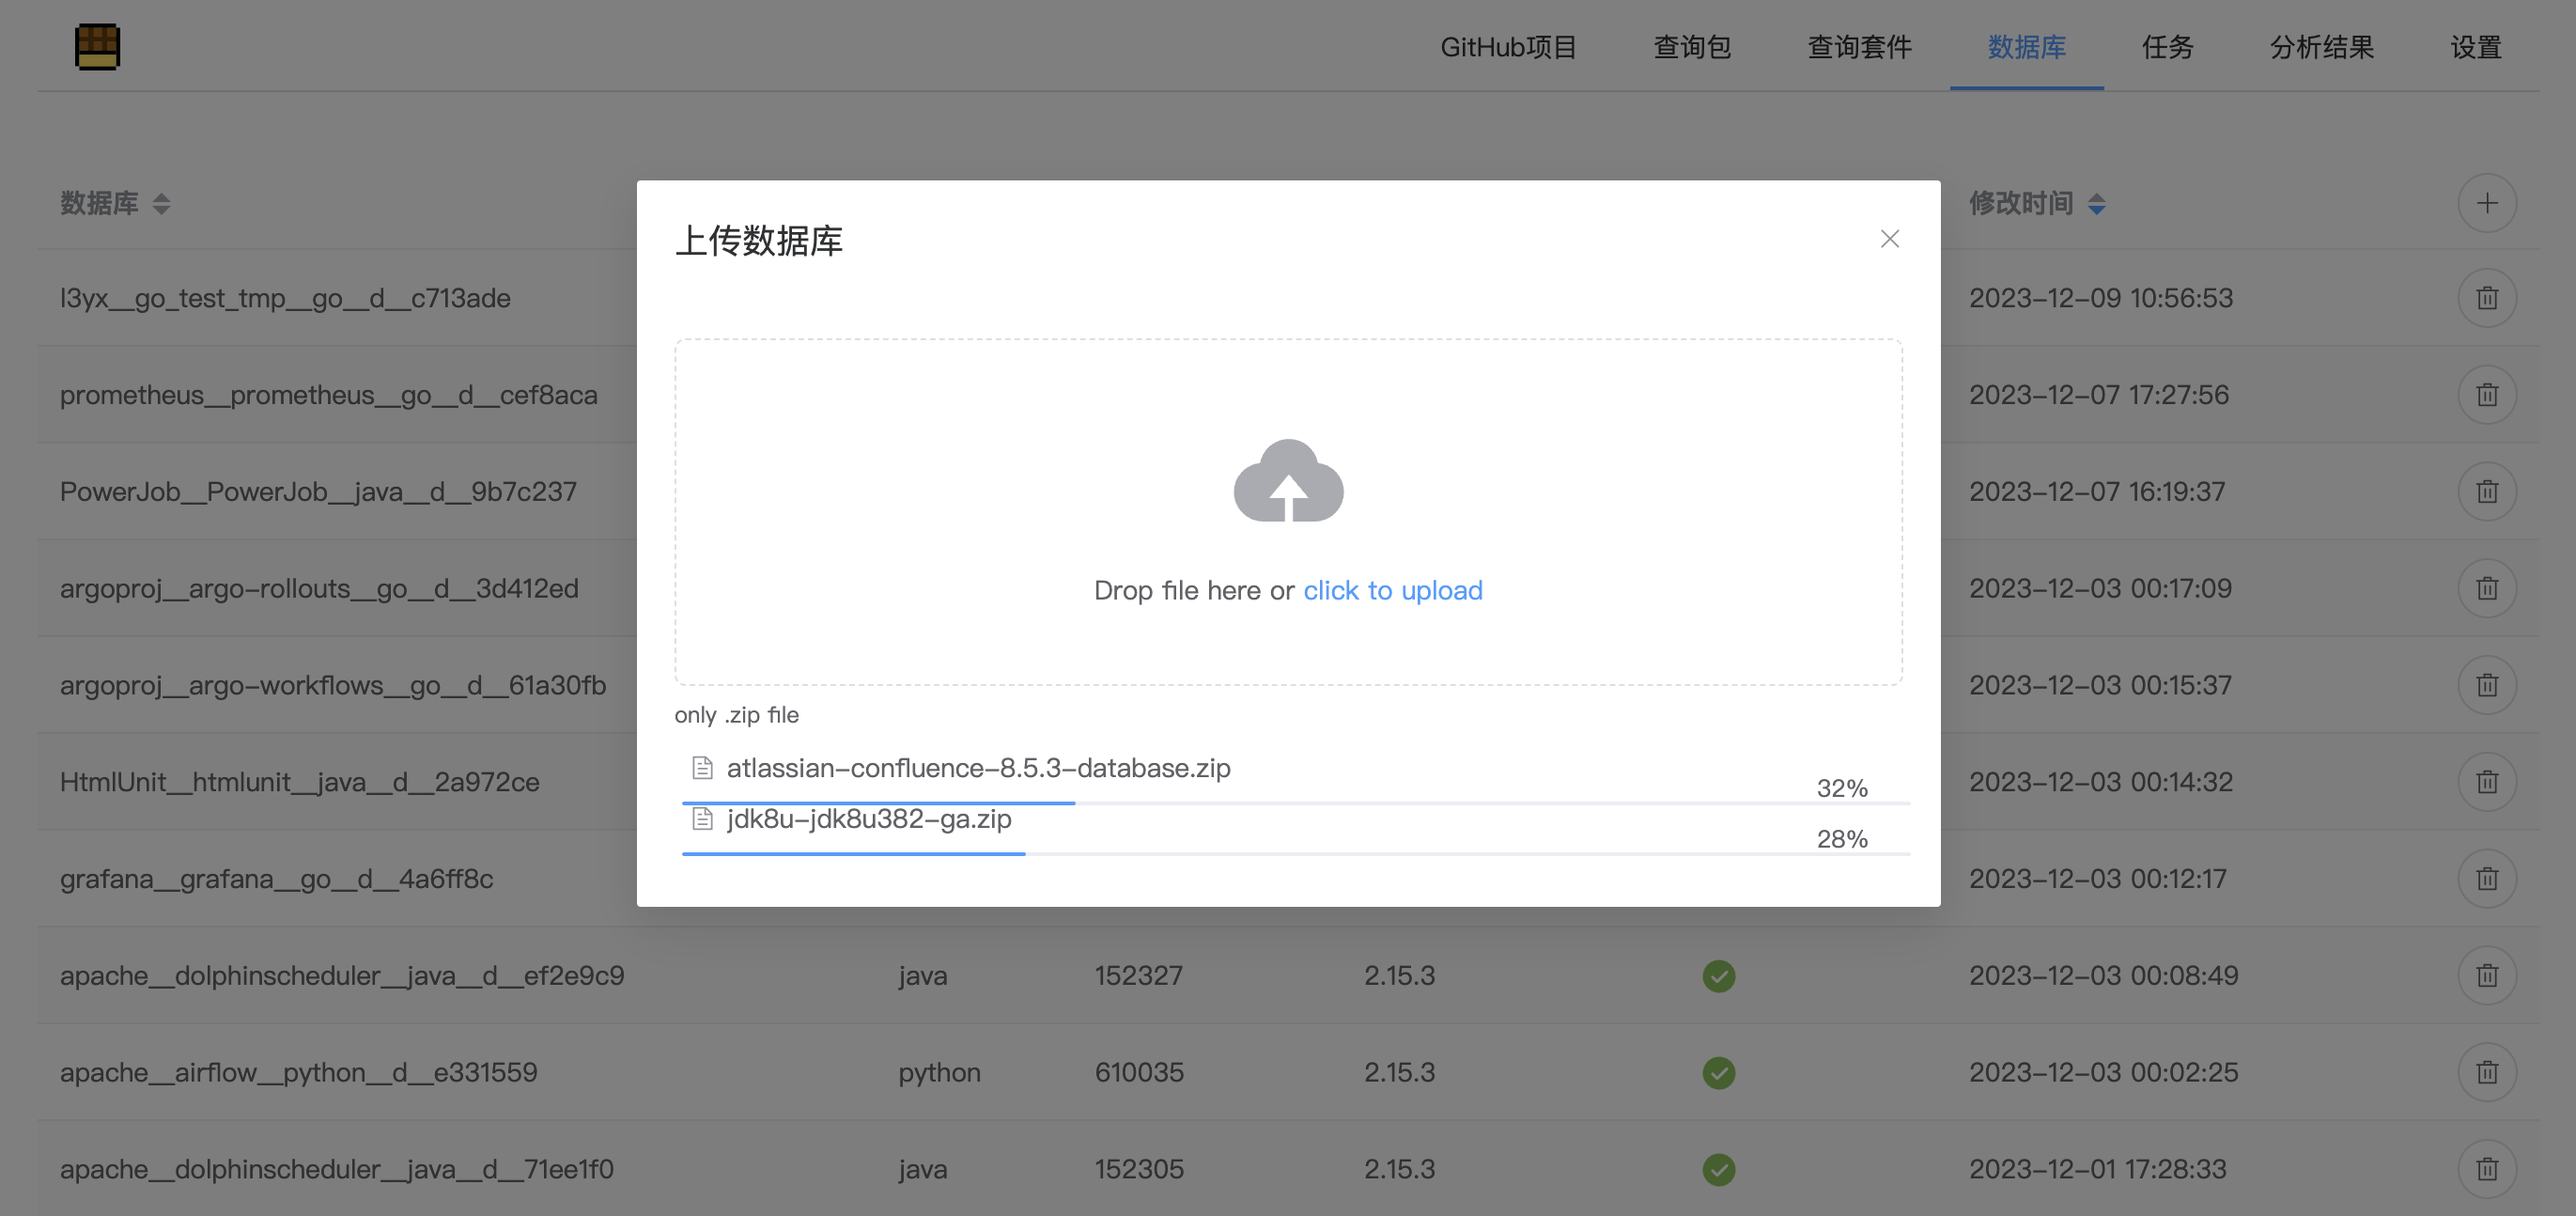 GitHub项目 查询包 查询套件 数据库 任务 分析结果 设置
数据库 修改时间
l3yx__go_test_tmp__go__d__c713ade 2023-12-09 10:56:53
prometheus__prometheus__go__d__cef8aca 2023-12-07 17:27:56
PowerJob__PowerJob__java__d__9b7c237 2023-12-07 16:19:37
argoproj__argo-rollouts__go__d__3d412ed 2023-12-03 00:17:09
argoproj__argo-workflows__go__d__61a30fb 2023-12-03 00:15:37
HtmlUnit__htmlunit__java__d__2a972ce 2023-12-03 00:14:32
grafana__grafana__go__d__4a6ff8c 2023-12-03 00:12:17
apache__dolphinscheduler__java__d__ef2e9c9 java 152327 2.15.3 2023-12-03 00:08:49
apache__airflow__python__d__e331559 python 610035 2.15.3 2023-12-03 00:02:25
apache__dolphinscheduler__java__d__71ee1f0 java 152305 2.15.3 2023-12-01 17:28:33
上传数据库
Drop file here or click to upload
only .zip file
atlassian-confluence-8.5.3-database.zip 32%
jdk8u-jdk8u382-ga.zip 28%